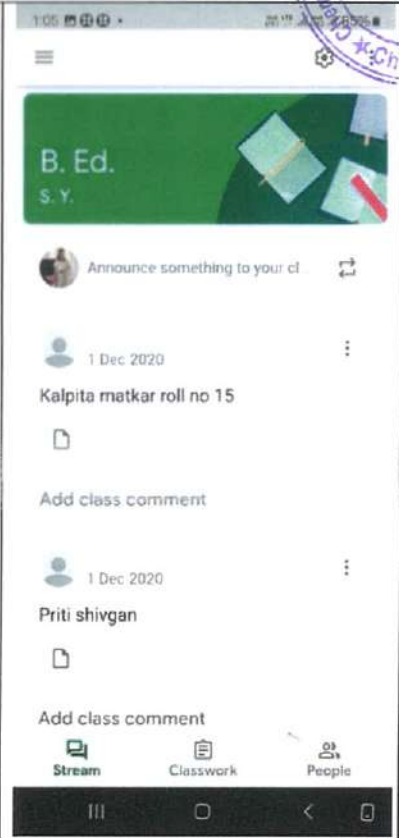 1:05
B. Ed.
S. Y.
Announce something to your cl...
1 Dec 2020
Kalpita matkar roll no 15
Add class comment
1 Dec 2020
Priti shivgan
Add class comment
Stream
Classwork
People